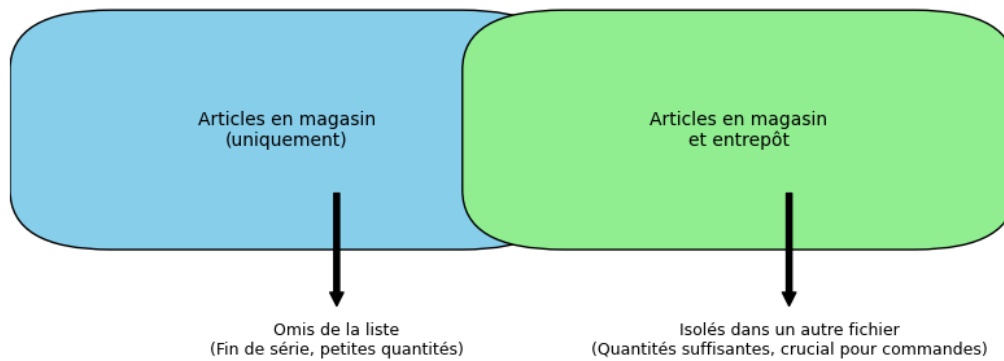 Articles en magasin
(uniquement)
Articles en magasin
et entrepôt
Omis de la liste
(Fin de série, petites quantités)
Isolés dans un autre fichier
(Quantités suffisantes, crucial pour commandes)